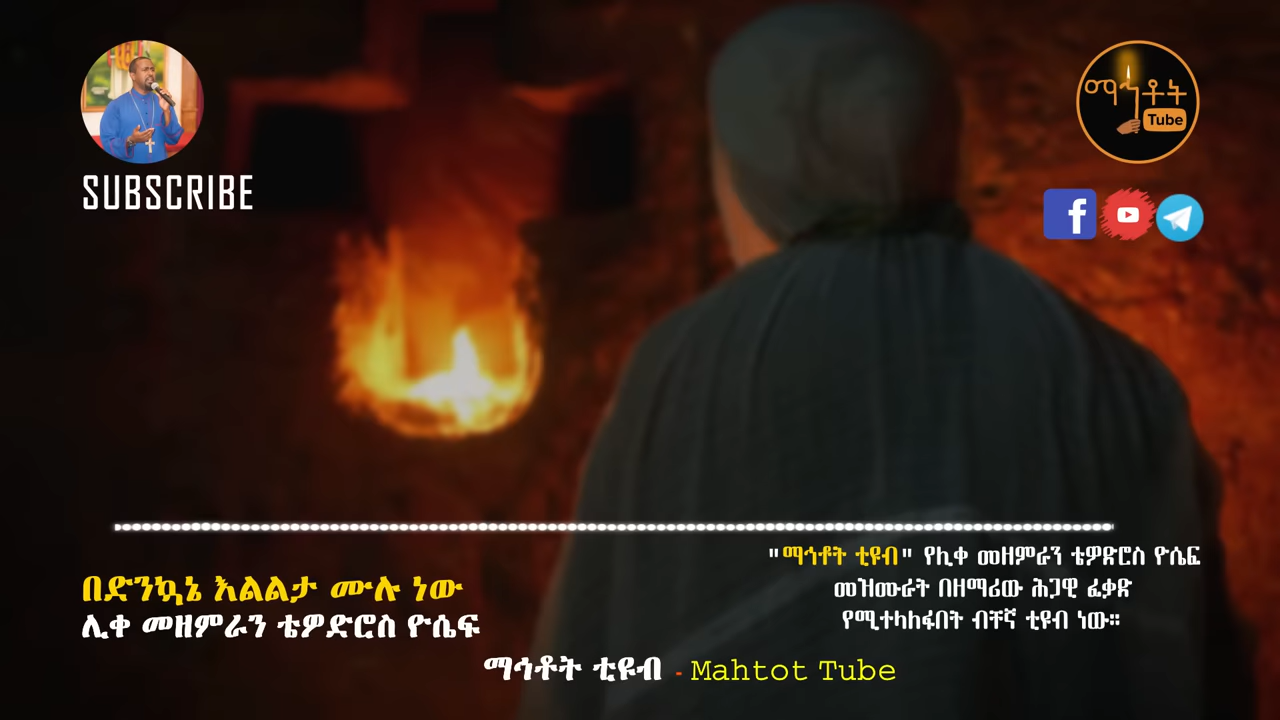 SUBSCRIBE
ማኅቶት
Tube
f
"ማኅቶት ቲዩብ" የሊቀ መዘምራን ቴዎድሮስ ዮሴፍ
መዝሙራት በዘማሪው ሕጋዊ ፈቃድ
የሚተላለፋበት ብቸኛ ቲዩብ ነው።
በድንኳኔ እልልታ ሙሉ ነው
ሊቀ መዘምራን ቴዎድሮስ ዮሴፍ
ማኅቶት ቲዩብ - Mahtot Tube